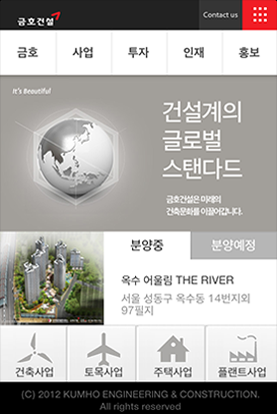 금호건설
Contact us
금호
사업
투자
인재
홍보
It's Beautiful
건설계의
글로벌
스탠다드
금호건설은 미래의
건축문화를 이끌어갑니다.
분양중
분양예정
옥수 어울림 THE RIVER
서울 성동구 옥수동 14번지외
97필지
건축사업
토목사업
주택사업
플랜트사업
(C) 2012 KUMHO ENGINEERING & CONSTRUCTION.
All rights reserved